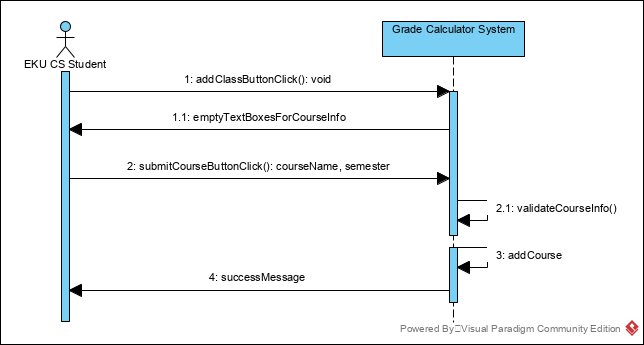 Grade Calculator System
EKU CS Student
1: addClassButtonClick(): void
1.1: emptyTextBoxesForCourseInfo
2: submitCourseButtonClick(): courseName, semester
2.1: validateCourseInfo()
3: addCourse
4: successMessage
Powered By Visual Paradigm Community Edition